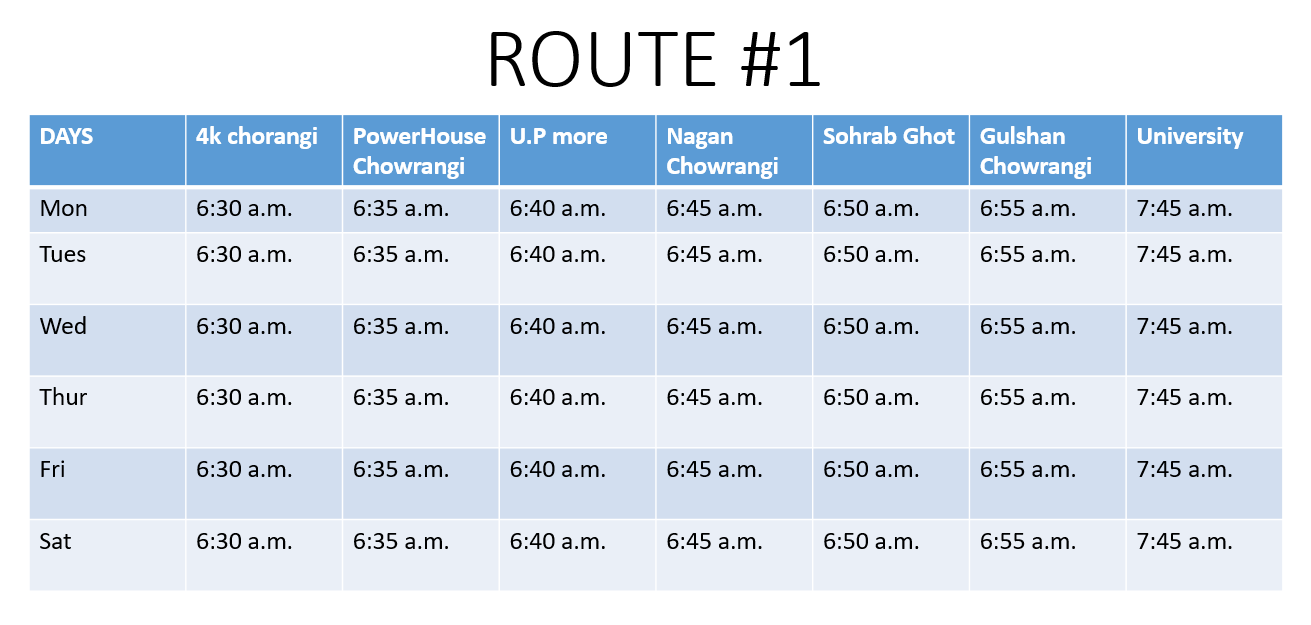 ROUTE #1
DAYS 4k chorangi PowerHouse Chowrangi U.P more Nagan Chowrangi Sohrab Ghot Gulshan Chowrangi University
Mon 6:30 a.m. 6:35 a.m. 6:40 a.m. 6:45 a.m. 6:50 a.m. 6:55 a.m. 7:45 a.m.
Tues 6:30 a.m. 6:35 a.m. 6:40 a.m. 6:45 a.m. 6:50 a.m. 6:55 a.m. 7:45 a.m.
Wed 6:30 a.m. 6:35 a.m. 6:40 a.m. 6:45 a.m. 6:50 a.m. 6:55 a.m. 7:45 a.m.
Thur 6:30 a.m. 6:35 a.m. 6:40 a.m. 6:45 a.m. 6:50 a.m. 6:55 a.m. 7:45 a.m.
Fri 6:30 a.m. 6:35 a.m. 6:40 a.m. 6:45 a.m. 6:50 a.m. 6:55 a.m. 7:45 a.m.
Sat 6:30 a.m. 6:35 a.m. 6:40 a.m. 6:45 a.m. 6:50 a.m. 6:55 a.m. 7:45 a.m.